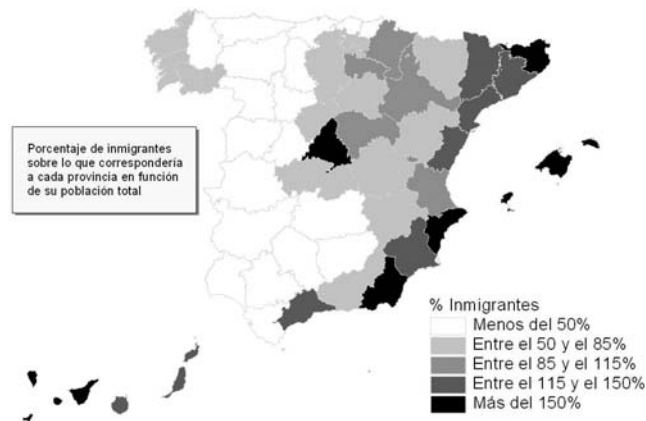 Porcentaje de inmigrantes
sobre lo que correspondería
a cada provincia en función
de su población total
% Inmigrantes
Menos del 50%
Entre el 50 y el 85%
Entre el 85 y el 115%
Entre el 115 y el 150%
Más del 150%